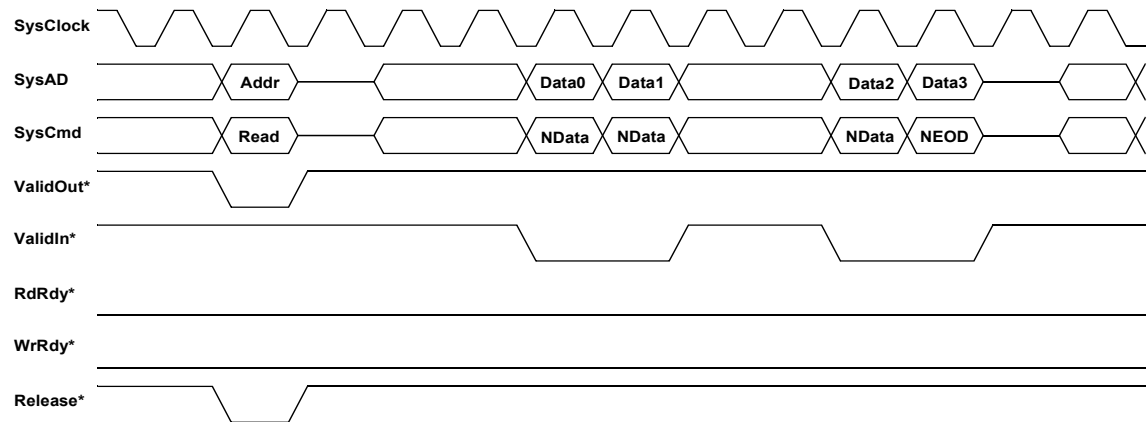 SysClock
SysAD Addr Data0 Data1 Data2 Data3
SysCmd Read NData NData NData NEOD
ValidOut*
ValidIn*
RdRdy*
WrRdy*
Release*